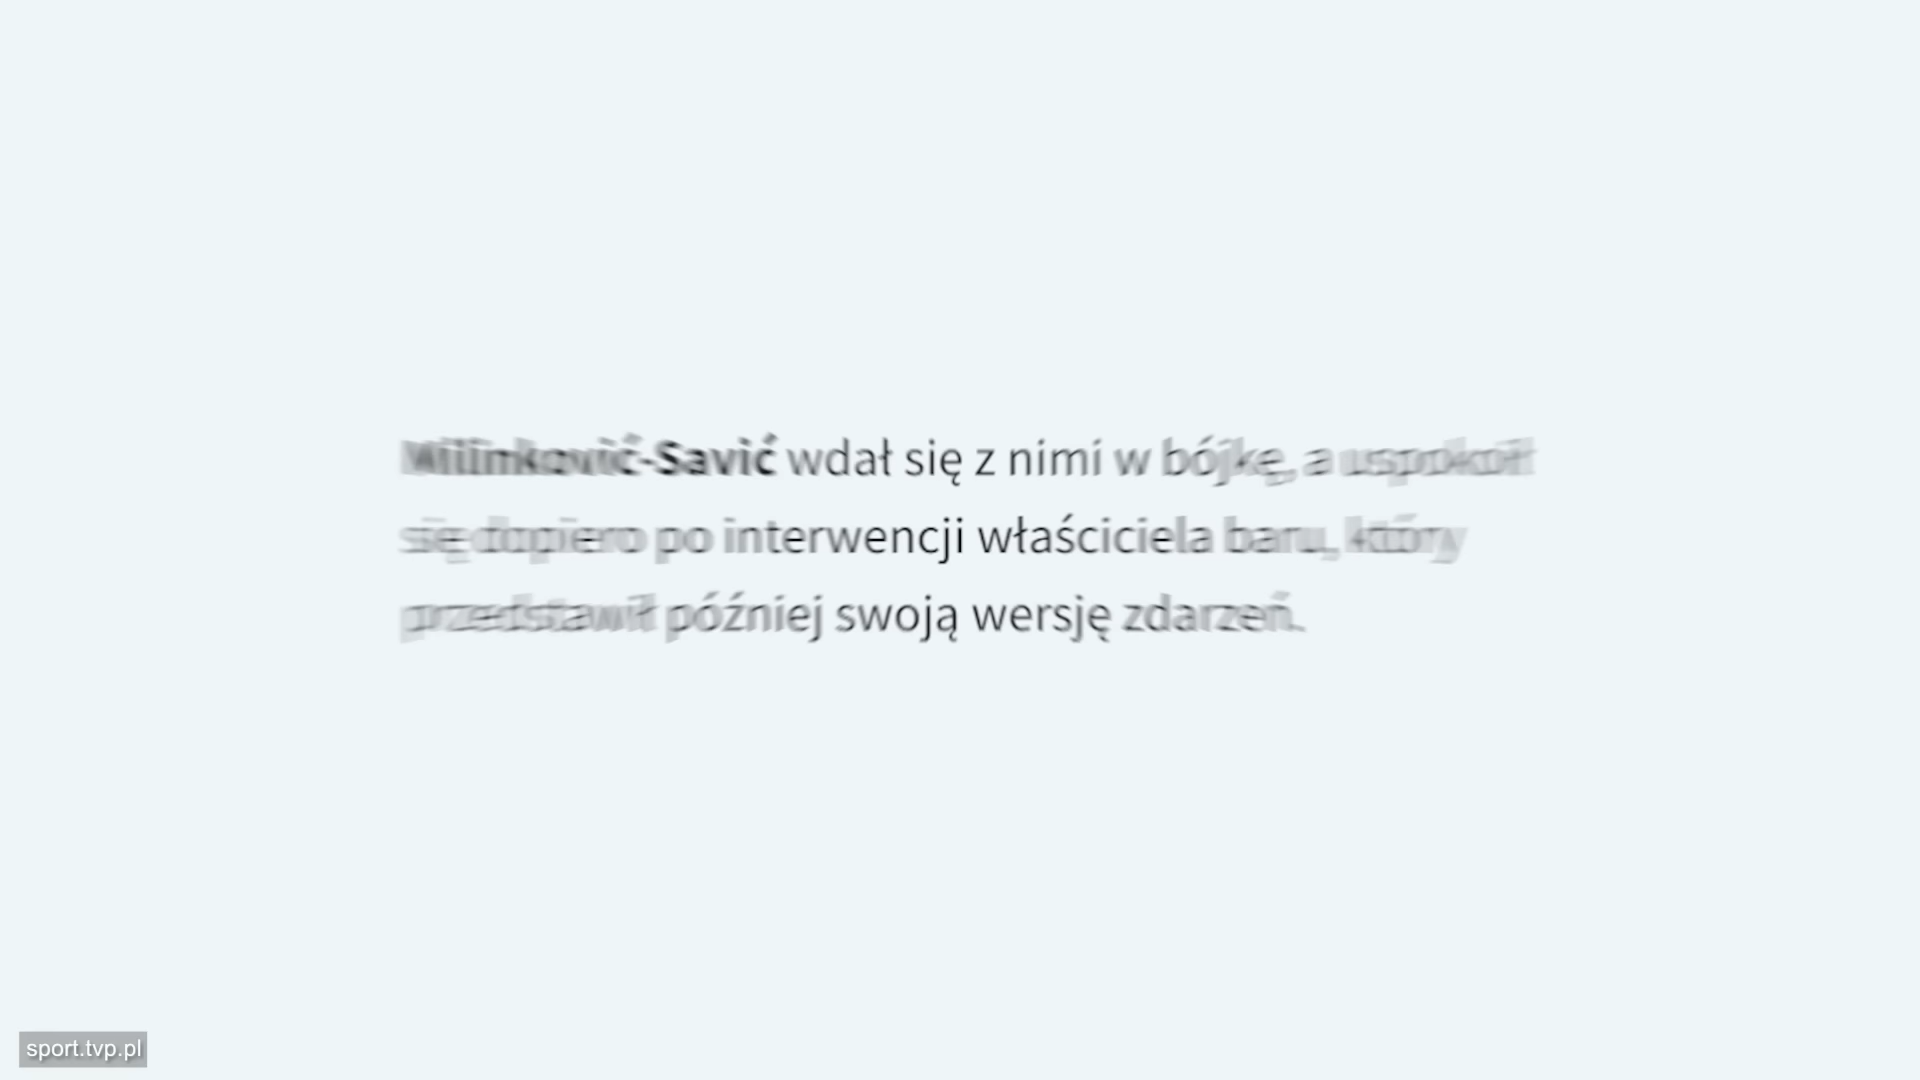 Milinković-Savić wdał się z nimi w bójkę, a uspokoił
się dopiero po interwencji właściciela baru, który
przedstawił później swoją wersję zdarzeń.
sport.tvp.pl